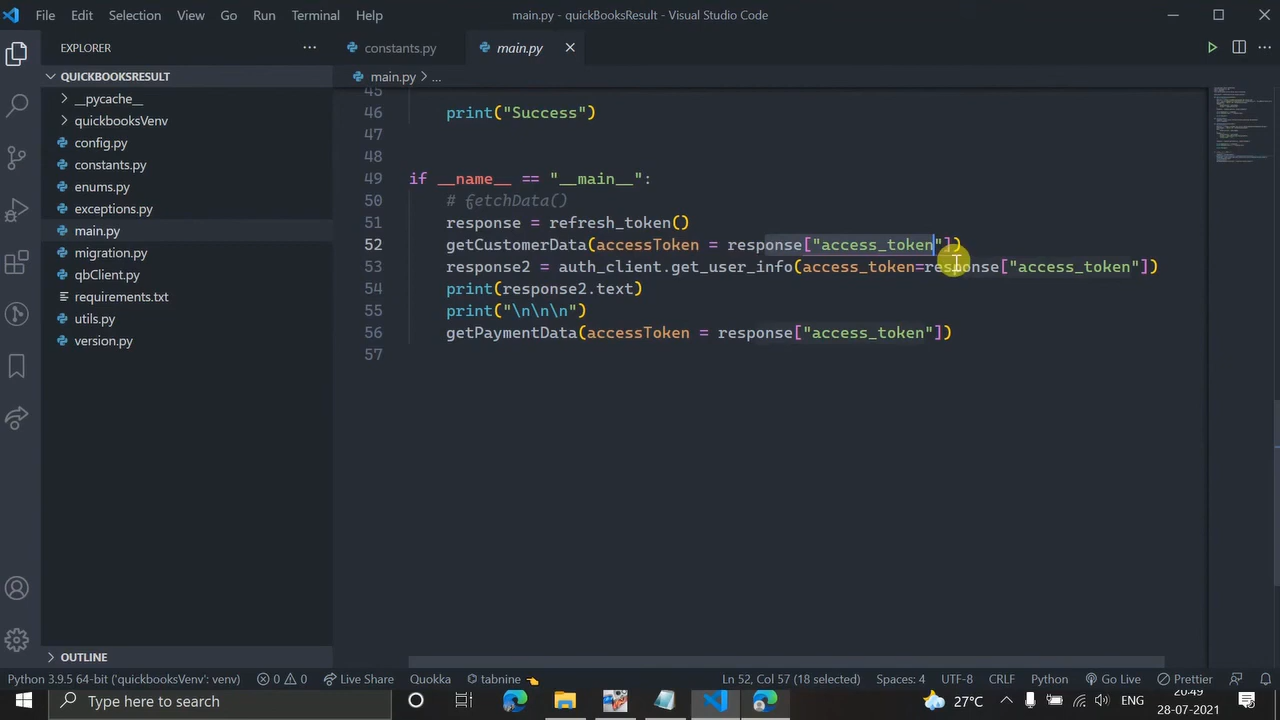 File Edit Selection View Go Run Terminal Help
main.py - quickBooksResult - Visual Studio Code
EXPLORER
QUICKBOOKSRESULT
__pycache__
quickbooksVenv
config.py
constants.py
enums.py
exceptions.py
main.py
migration.py
qbClient.py
requirements.txt
utils.py
version.py
OUTLINE
constants.py
main.py
main.py > ...
45
46 print("Success")
47
48
49 if __name__ == "__main__":
50 # fetchData()
51 response = refresh_token()
52 getCustomerData(accessToken = response["access_token"])
53 response2 = auth_client.get_user_info(access_token=response["access_token"])
54 print(response2.text)
55 print("\n\n\n")
56 getPaymentData(accessToken = response["access_token"])
57
Python 3.9.5 64-bit ('quickbooksVenv': venv) 0 0 Live Share Quokka tabnine Ln 52, Col 57 (18 selected) Spaces: 4 UTF-8 CRLF Python Go Live Prettier
Type here to search
27°C
ENG
20:49
28-07-2021